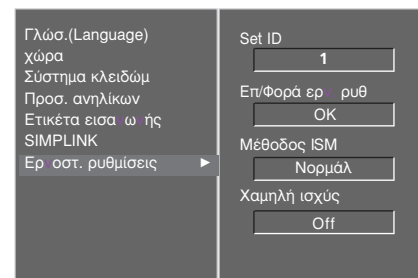 Γλώσ.(Language)
χώρα
Σύστημα κλειδώμ
Προσ. ανηλίκων
Ετικέτα
SIMPLINK
ρυθμίσεις
Set ID
1
Επ/Φορά ρυθ
OK
Μέθοδος ISM
Νορμάλ
Χαμηλή ισχύς
Off